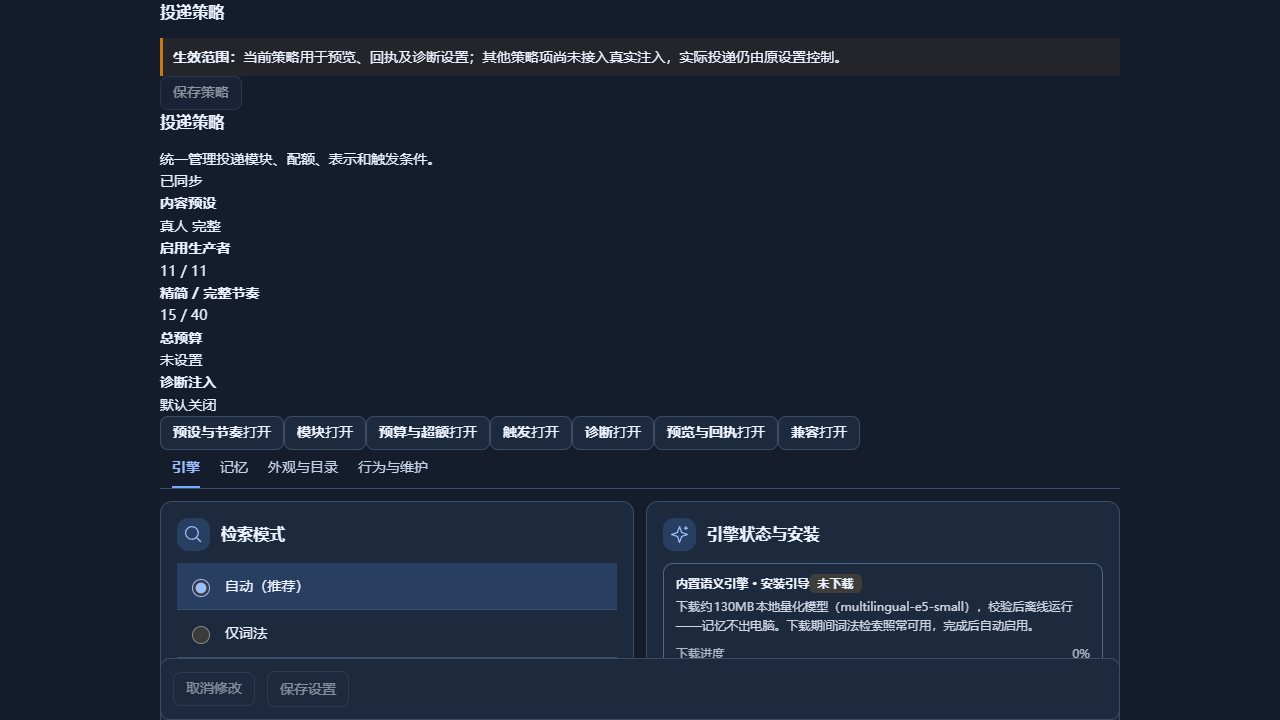 投递策略
生效范围：当前策略用于预览、回执及诊断设置；其他策略项尚未接入真实注入，实际投递仍由原设置控制。
保存策略
投递策略
统一管理投递模块、配额、表示和触发条件。
已同步
内容预设
真人 完整
启用生产者
11 / 11
精简 / 完整节奏
15 / 40
总预算
未设置
诊断注入
默认关闭
预设与节奏打开 模块打开 预算与超额打开 触发打开 诊断打开 预览与回执打开 兼容打开
引擎 记忆 外观与目录 行为与维护
检索模式
自动（推荐）
仅词法
引擎状态与安装
内置语义引擎 • 安装引导 未下载
下载约130MB本地量化模型（multilingual-e5-small），校验后离线运行
——记忆不出电脑。下载期间词法检索照常可用，完成后自动启用。
下载进度 0%
取消修改 保存设置